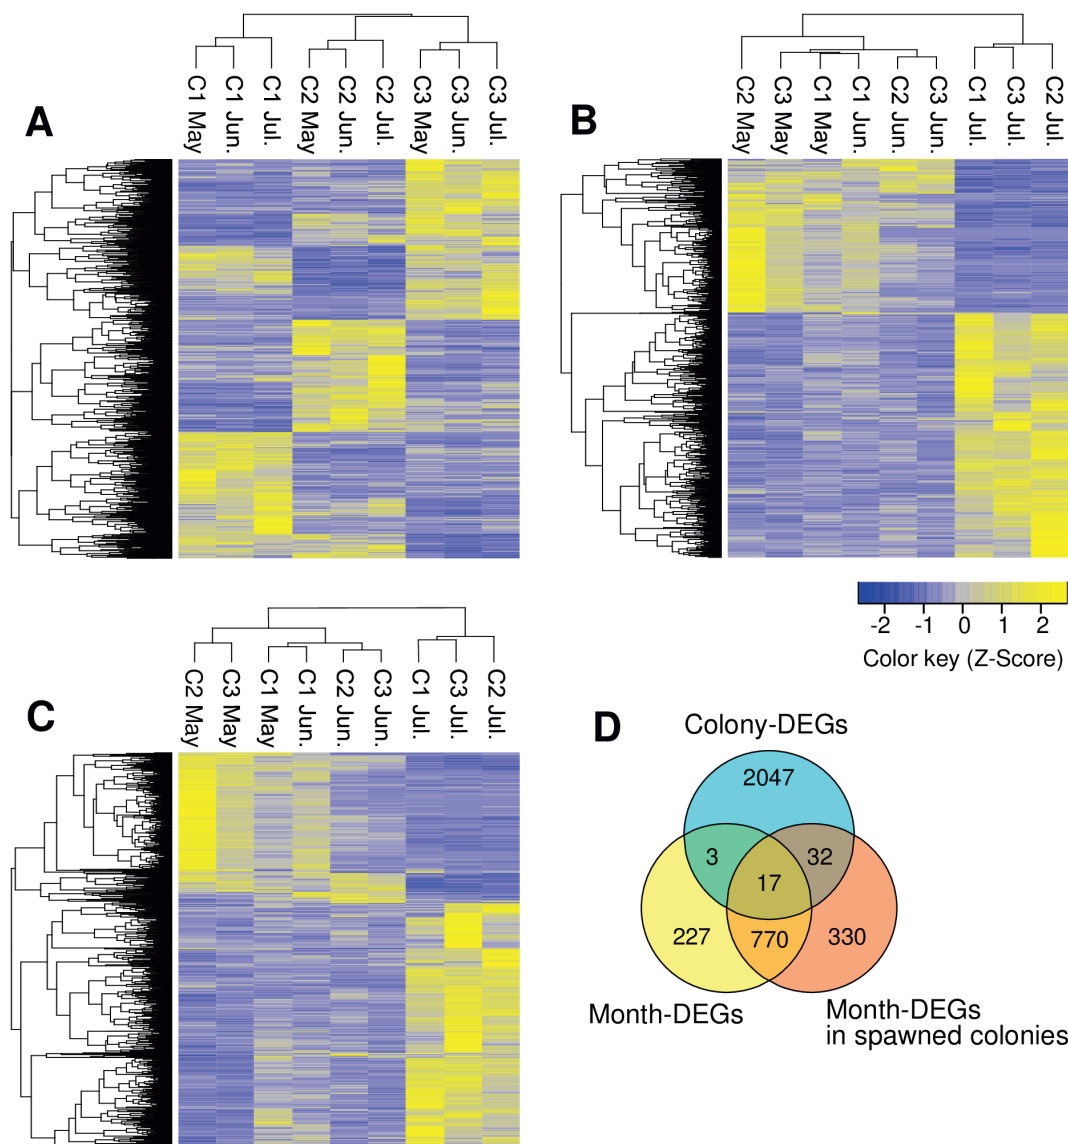 A
C1 May
C1 Jun.
C1 Jul.
C2 May
C2 Jun.
C2 Jul.
C3 May
C3 Jun.
C3 Jul.
B
C2 May
C3 May
C1 May
C1 Jun.
C2 Jun.
C3 Jun.
C1 Jul.
C3 Jul.
C2 Jul.
-2 -1 0 1 2
Color key (Z-Score)
C
C2 May
C3 May
C1 May
C1 Jun.
C2 Jun.
C3 Jun.
C1 Jul.
C3 Jul.
C2 Jul.
D
Colony-DEGs
2047
3 32
17
227 770 330
Month-DEGs
Month-DEGs
in spawned colonies